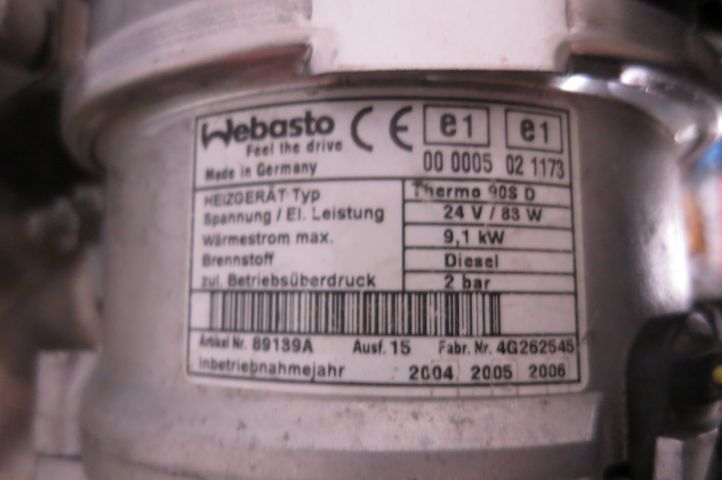 Webasto CE e1 e1
Feel the drive
Made in Germany 00 0005 02 1173
HEIZGERÄT Typ Thermo 90S D
Spannung / El. Leistung 24 V / 83 W
Wärmestrom max. 9,1 kW
Brennstoff Diesel
zul. Betriebsüberdruck 2 bar
Artikel Nr. 89139A Ausf. 15 Fabr. Nr. 4G262545
Inbetriebnahmejahr 2004 2005 2006